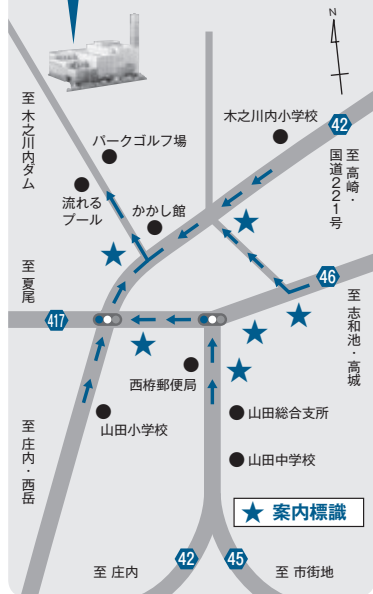 N
至 木之川内ダム
パークゴルフ場
木之川内小学校
42
至 高崎・
国道221号
流れる
プール
かかし館
46
至 夏尾
417
至 志和池・高城
西栫郵便局
山田総合支所
山田小学校
山田中学校
至 庄内・西岳
★ 案内標識
至 庄内
42
45
至 市街地